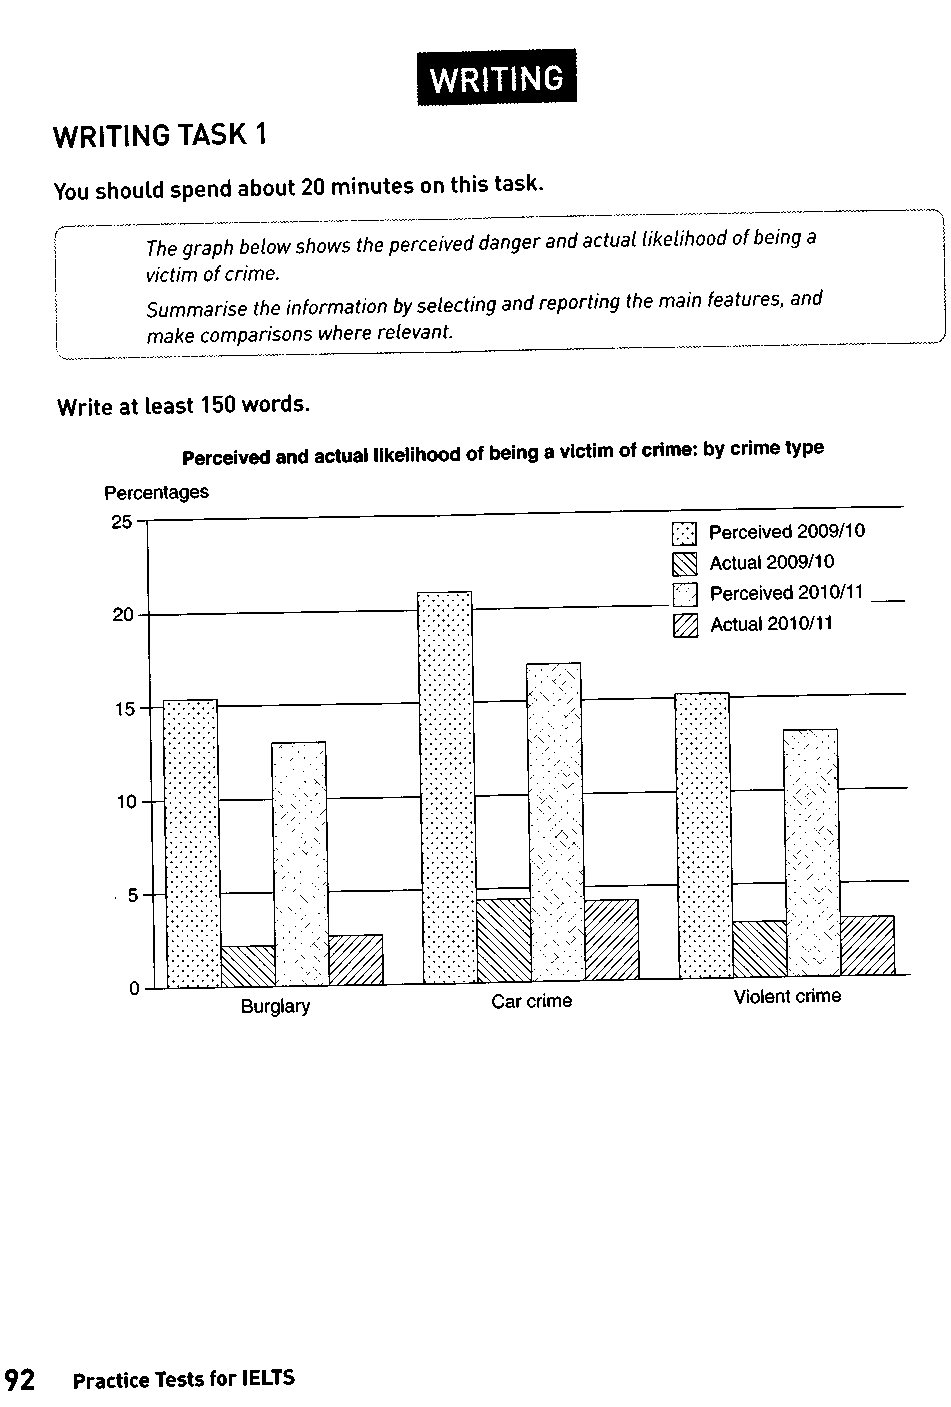 WRITING
WRITING TASK 1
You should spend about 20 minutes on this task.
The graph below shows the perceived danger and actual likelihood of being a
victim of crime.
Summarise the information by selecting and reporting the main features, and
make comparisons where relevant.
Write at least 150 words.
Perceived and actual likelihood of being a victim of crime: by crime type
Percentages
25
Perceived 2009/10
Actual 2009/10
Perceived 2010/11
Actual 2010/11
20
15
10
5
0
Burglary
Car crime
Violent crime
92 Practice Tests for IELTS